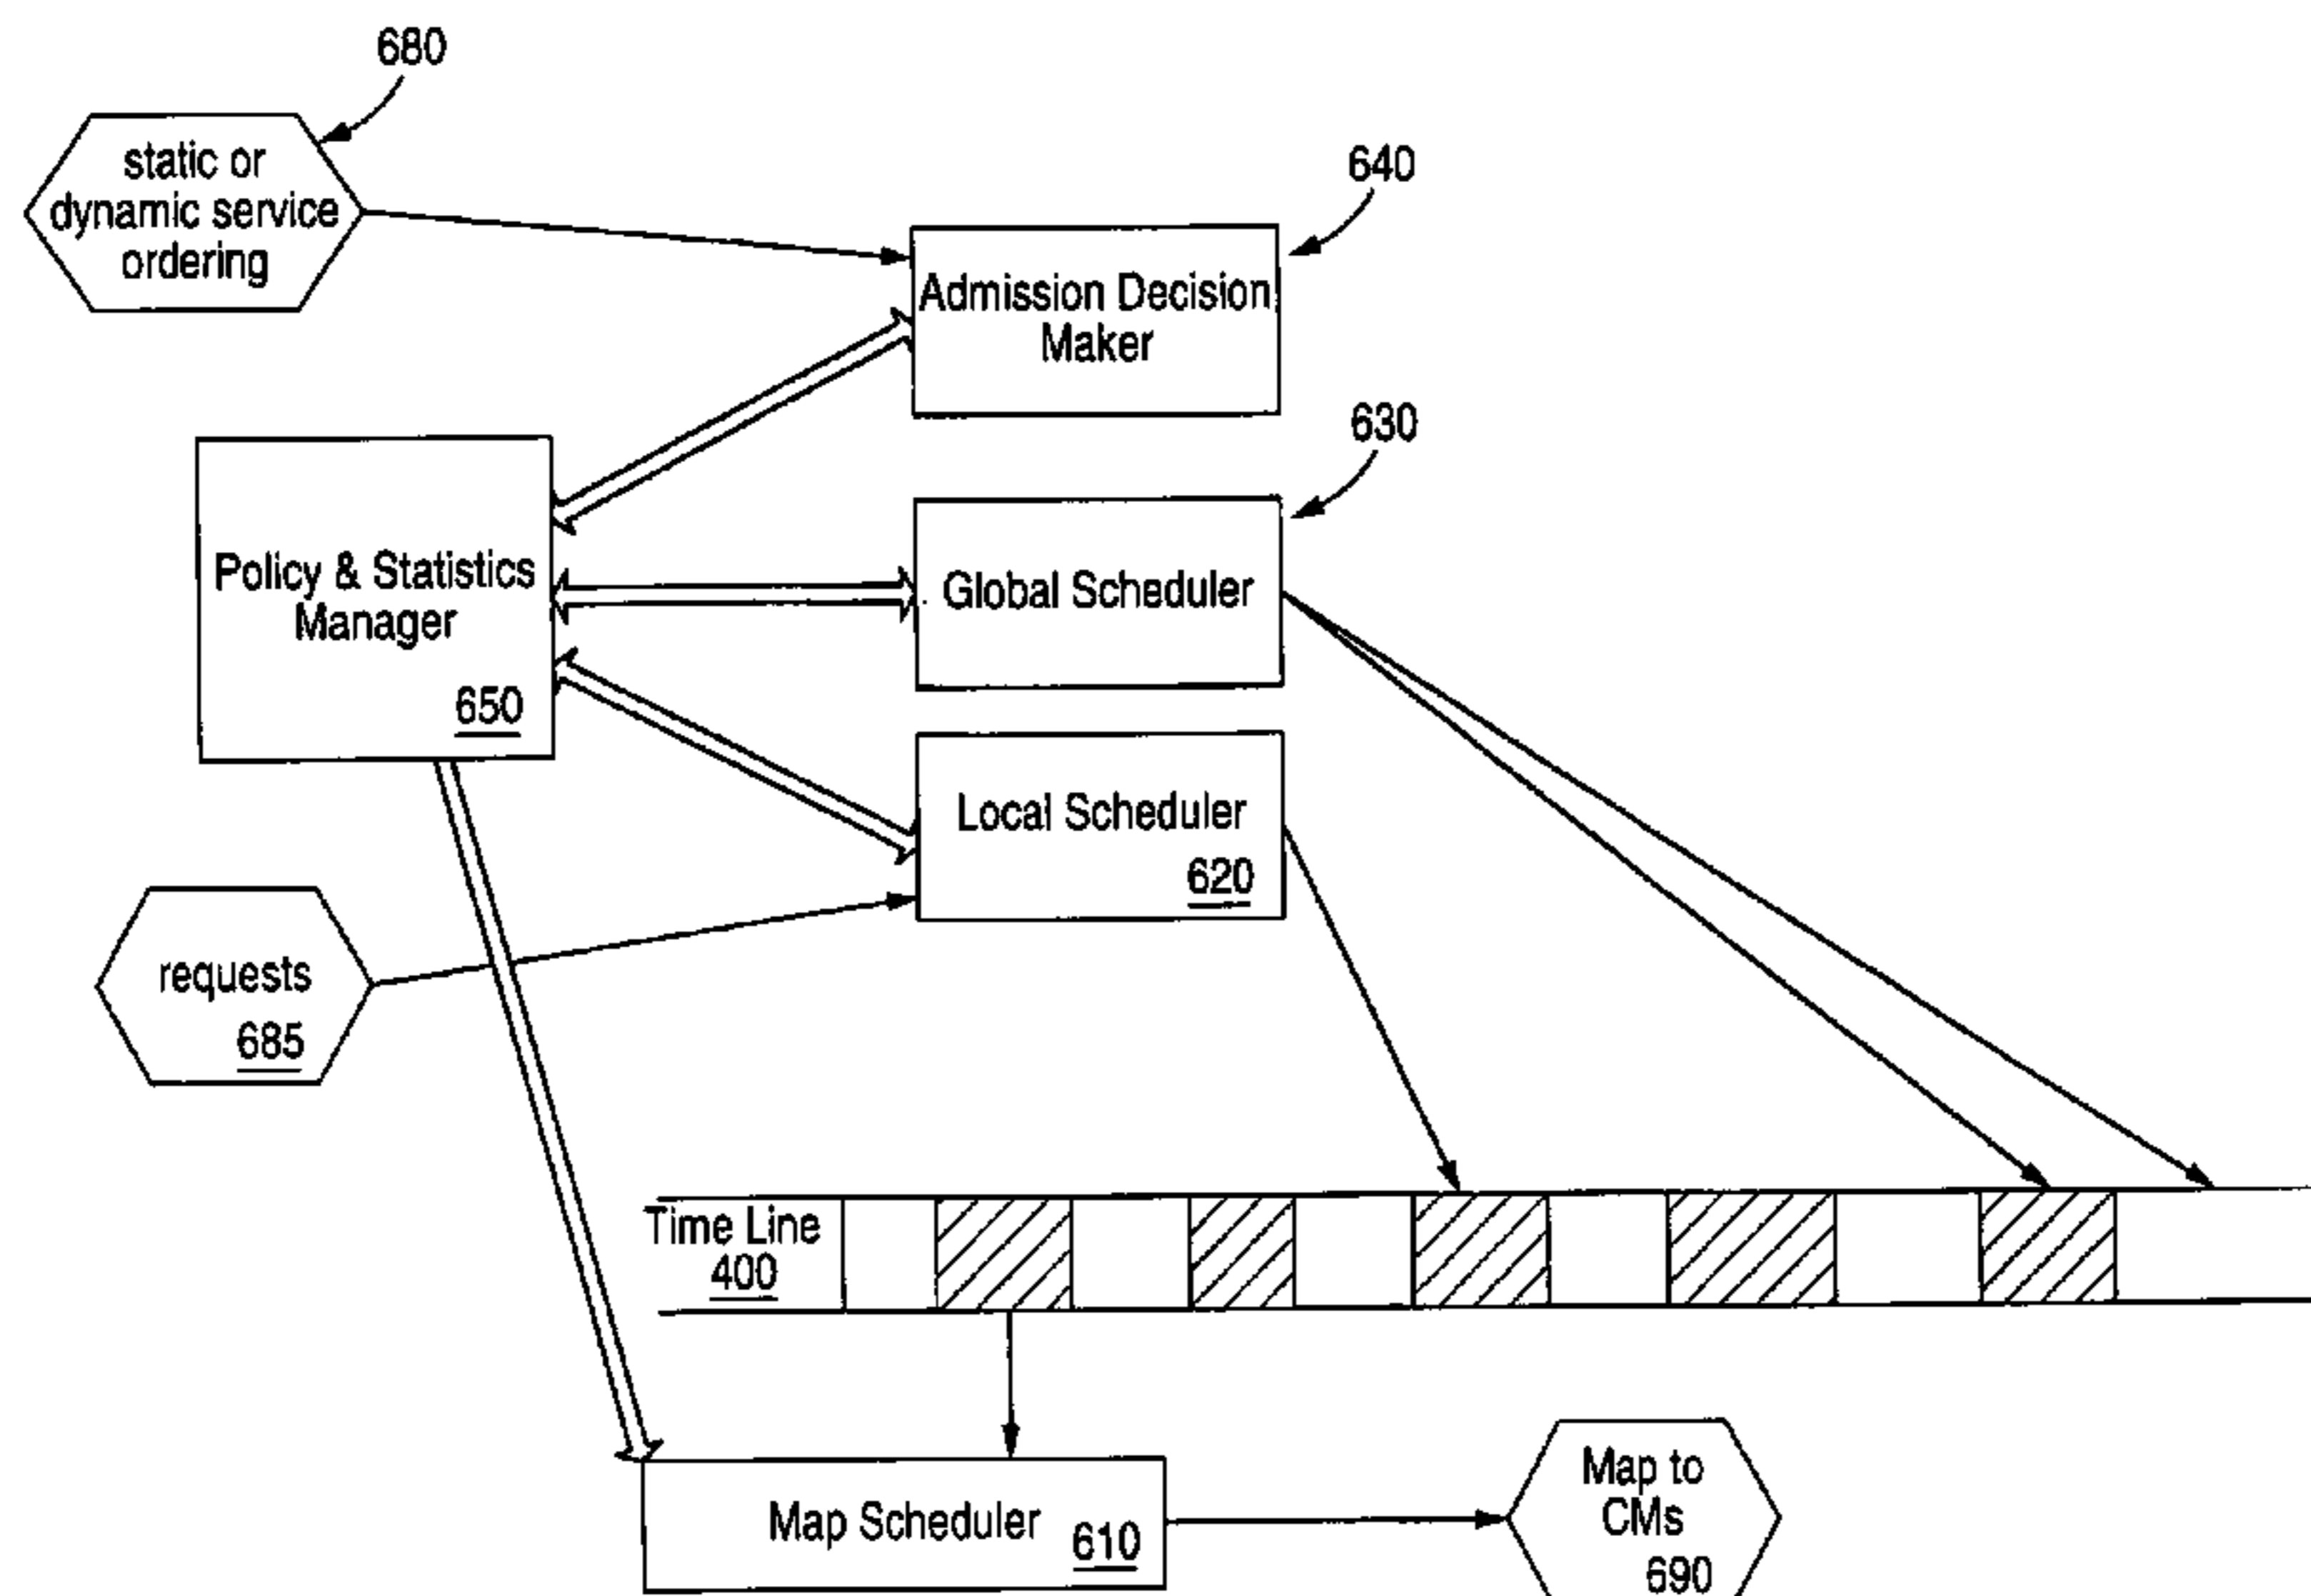 680
static or
dynamic service
ordering
640
Admission Decision
Maker
630
Policy & Statistics
Manager
650
Global Scheduler
Local Scheduler
620
requests
685
Time Line
400
Map Scheduler
610
Map to
CMs
690